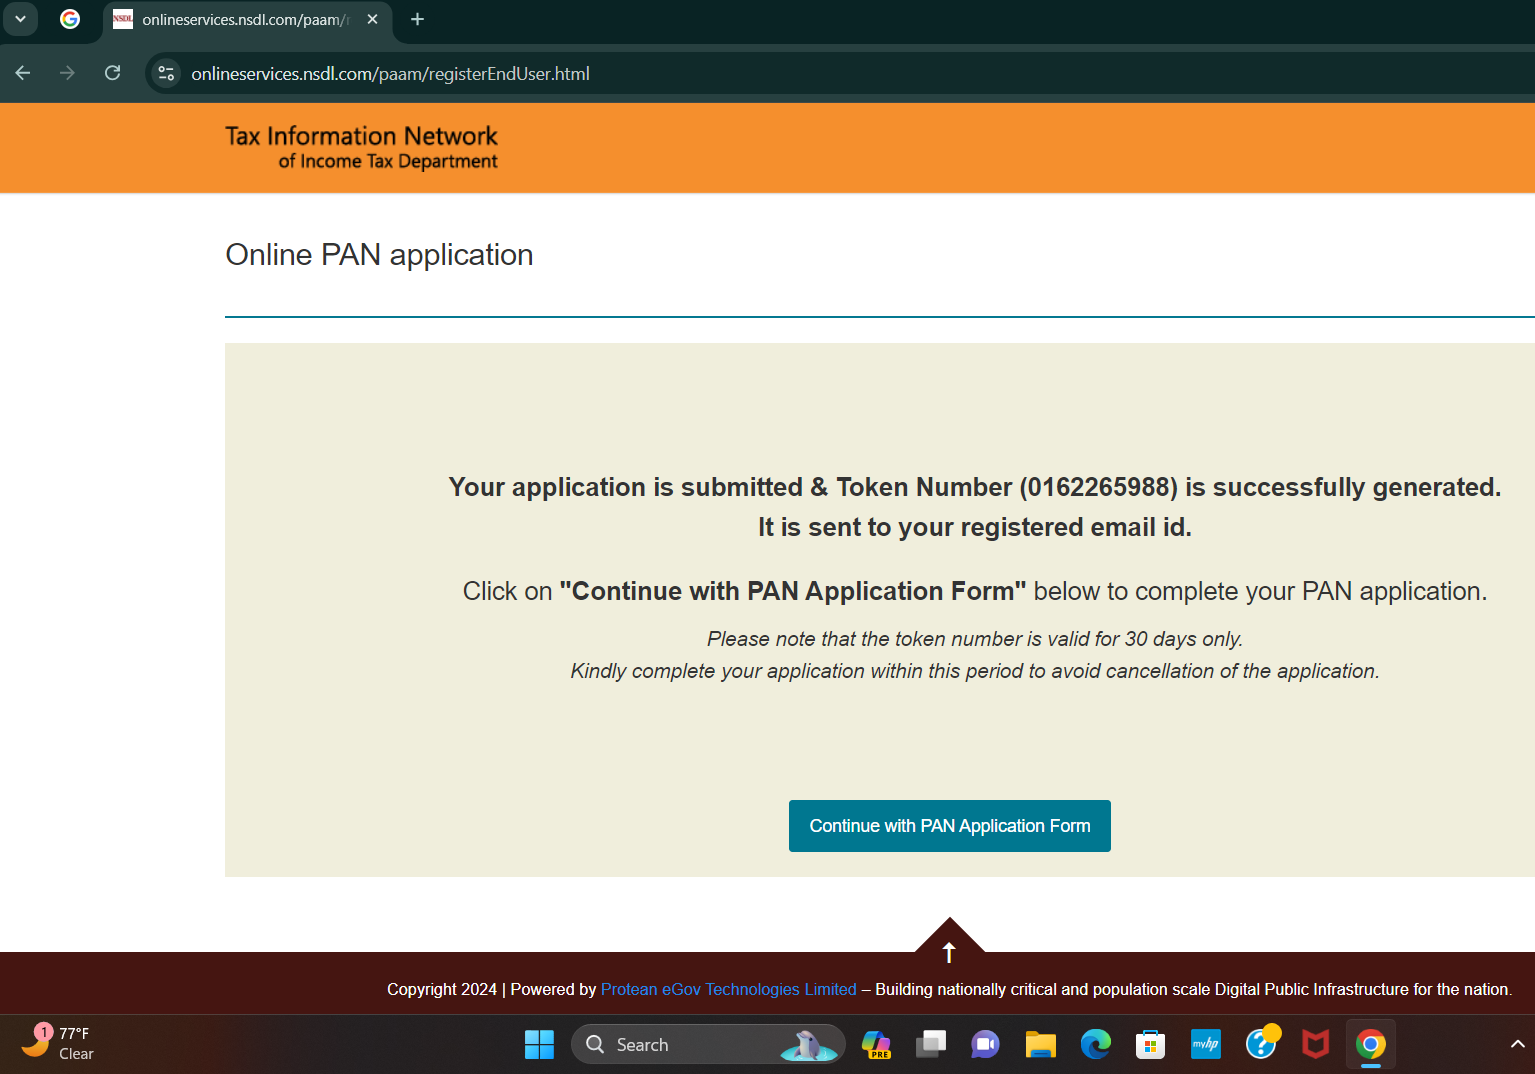 onlineservices.nsdl.com/paam/
onlineservices.nsdl.com/paam/registerEndUser.html
Tax Information Network
of Income Tax Department
Online PAN application
Your application is submitted & Token Number (0162265988) is successfully generated.
It is sent to your registered email id.
Click on "Continue with PAN Application Form" below to complete your PAN application.
Please note that the token number is valid for 30 days only.
Kindly complete your application within this period to avoid cancellation of the application.
Continue with PAN Application Form
Copyright 2024 | Powered by Protean eGov Technologies Limited – Building nationally critical and population scale Digital Public Infrastructure for the nation.
1
77°F
Clear
Search
PRE
myhp